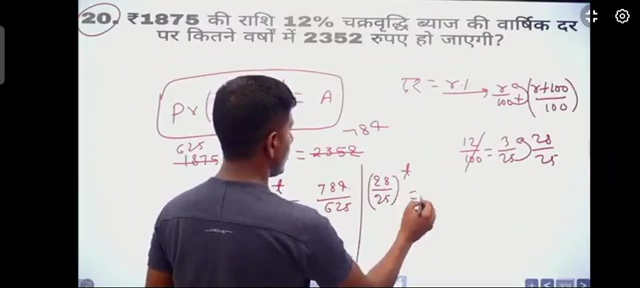 20. ₹1875 की राशि 12% चक्रवृद्धि ब्याज की वार्षिक दर
पर कितने वर्षों में 2352 रुपए हो जाएगी?
Pr( = A
दर = r% → r/100 (r+100/100)
625 784
1875 = 2352
12/100 = 3/25 28/25
t = 784/625 (28/25)^t =